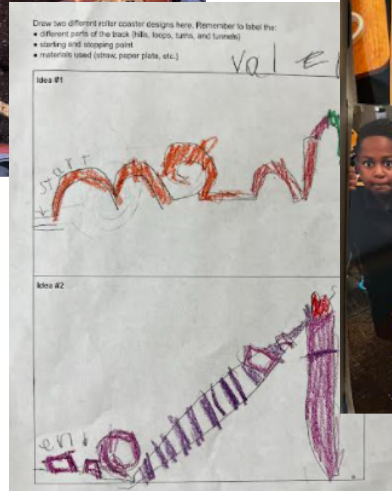 Draw two different roller coaster designs here. Remember to label the:
• different parts of the track (hills, loops, turns, and tunnels)
• starting and stopping point
• materials used (straw, paper plate, etc.)
Val e
Idea #1
start
Idea #2
end